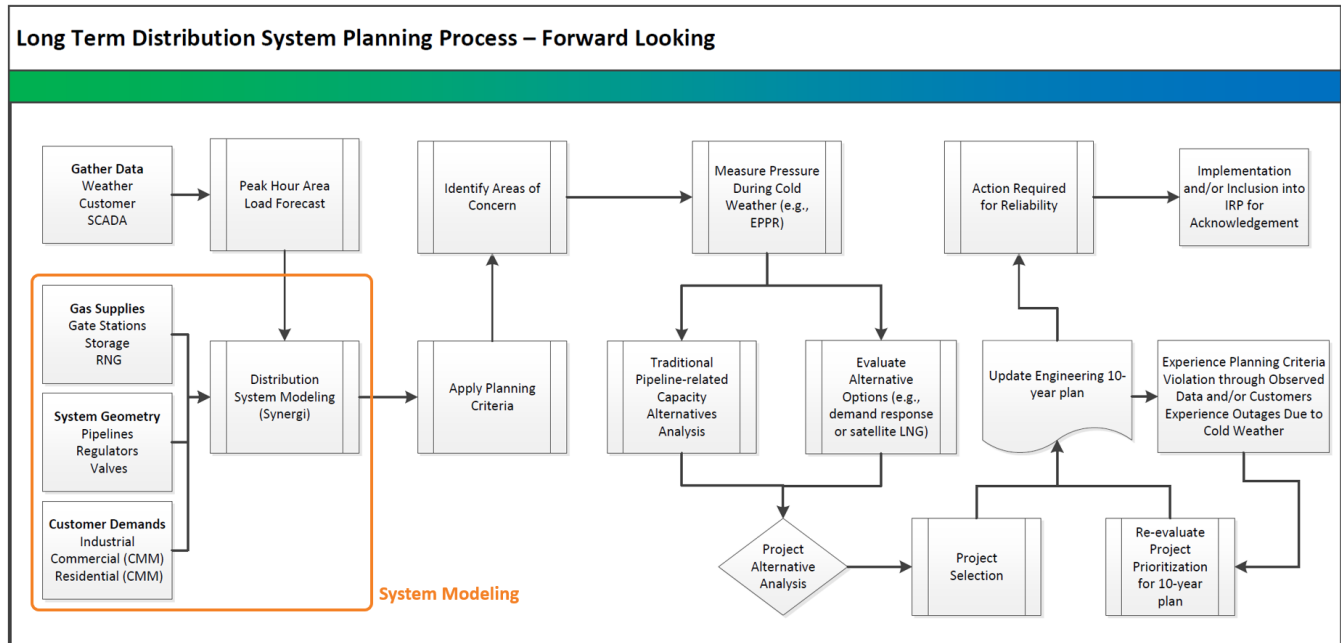 Long Term Distribution System Planning Process – Forward Looking
Gather Data
Weather
Customer
SCADA
Peak Hour Area
Load Forecast
Identify Areas of
Concern
Measure Pressure
During Cold
Weather (e.g.,
EPPR)
Action Required
for Reliability
Implementation
and/or Inclusion into
IRP for
Acknowledgement
Gas Supplies
Gate Stations
Storage
RNG
System Geometry
Pipelines
Regulators
Valves
Customer Demands
Industrial
Commercial (CMM)
Residential (CMM)
Distribution
System Modeling
(Synergi)
System Modeling
Apply Planning
Criteria
Traditional
Pipeline-related
Capacity
Alternatives
Analysis
Evaluate
Alternative
Options (e.g.,
demand response
or satellite LNG)
Update Engineering 10-
year plan
Experience Planning Criteria
Violation through Observed
Data and/or Customers
Experience Outages Due to
Cold Weather
Project
Alternative
Analysis
Project
Selection
Re-evaluate
Project
Prioritization
for 10-year
plan